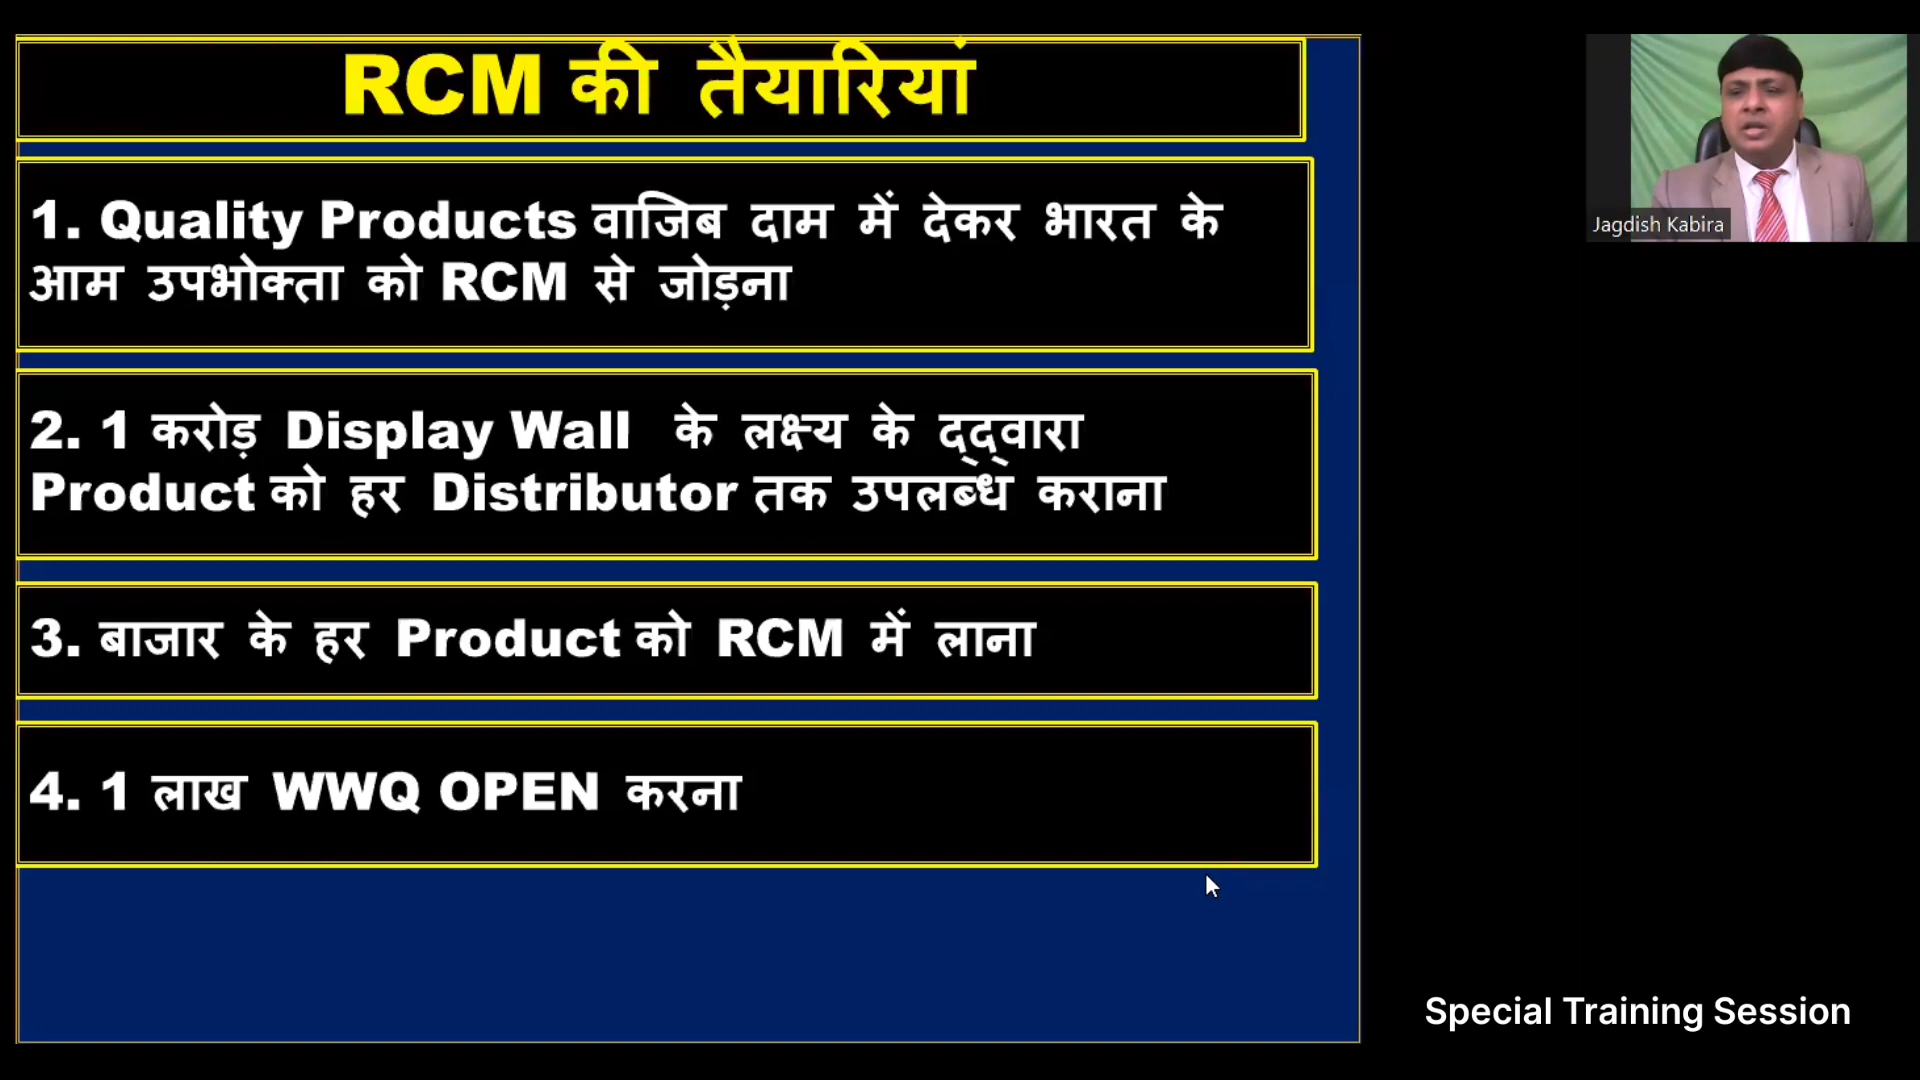 RCM की तैयारियां
1. Quality Products वाजिब दाम में देकर भारत के
आम उपभोक्ता को RCM से जोड़ना
2. 1 करोड़ Display Wall के लक्ष्य के द्द्वारा
Product को हर Distributor तक उपलब्ध कराना
3. बाजार के हर Product को RCM में लाना
4. 1 लाख WWQ OPEN करना
Jagdish Kabira
Special Training Session